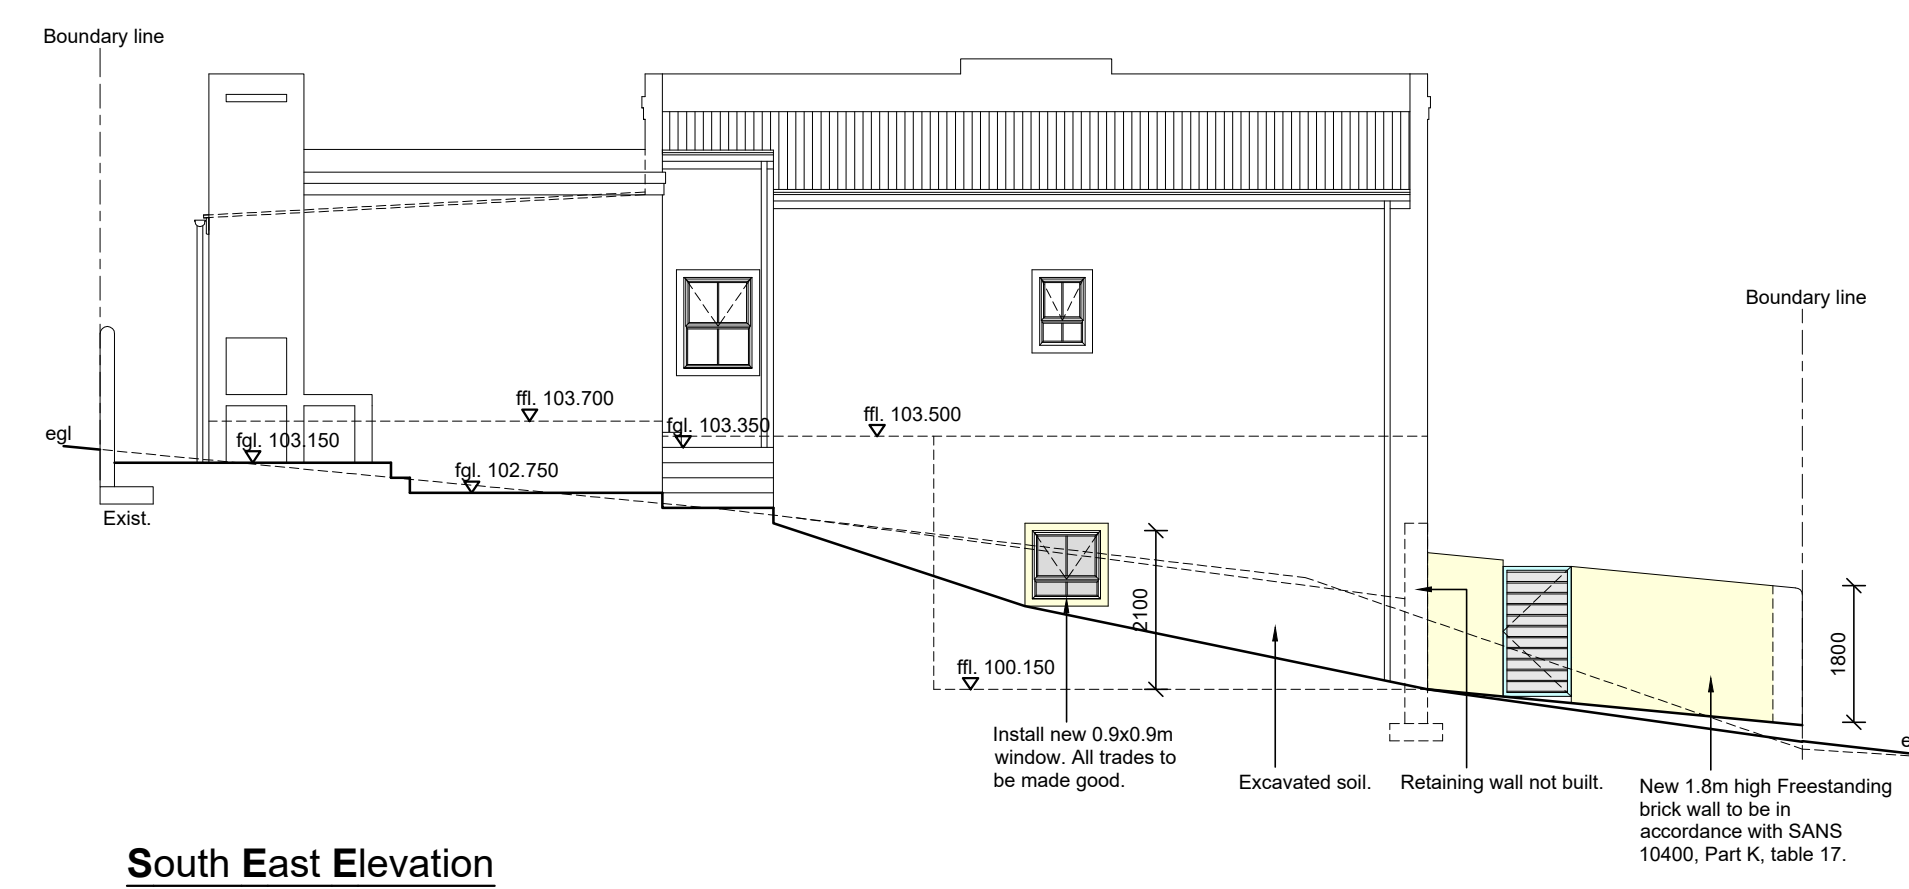 Boundary line
Boundary line
ffl. 103.700
fgl. 103.350
ffl. 103.500
egl
fgl. 103.150
fgl. 102.750
Exist.
2100
1800
ffl. 100.150
Install new 0.9x0.9m
window. All trades to
be made good.
Excavated soil.
Retaining wall not built.
New 1.8m high Freestanding
brick wall to be in
accordance with SANS
10400, Part K, table 17.
e
South East Elevation